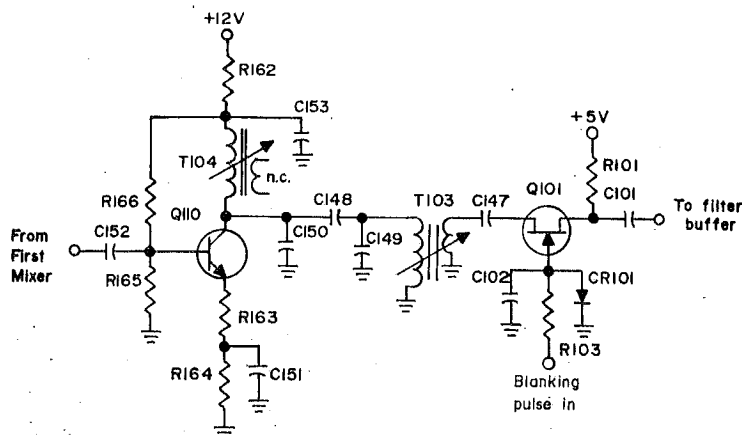 +12V
R162
C153
+5V
T104
n.c.
R101
R166
C148
T103
C147
Q101
C101
Q110
To filter
buffer
From
First
Mixer
C152
C150
C149
R165
C102
CR101
R163
R103
R164
C151
Blanking
pulse in